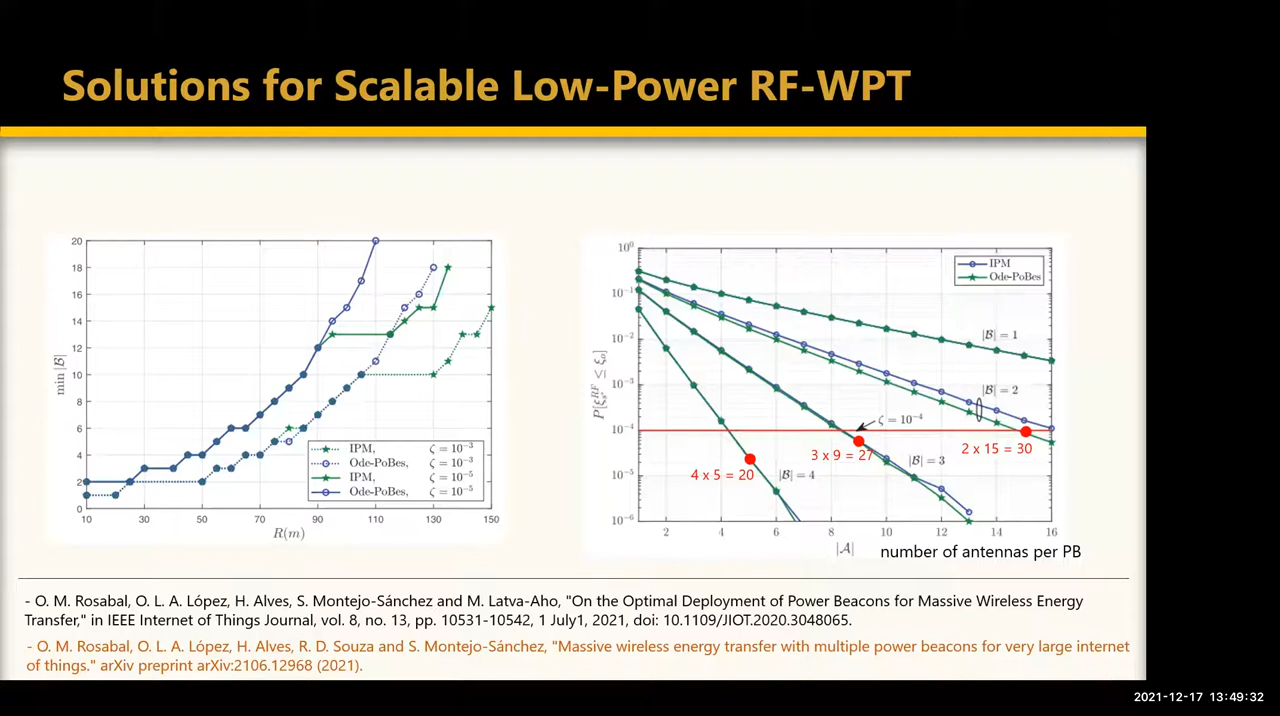 Solutions for Scalable Low-Power RF-WPT
20
18
16
14
12
10
8
6
4
2
0
10 30 50 70 90 110 130 150
min |B|
R(m)
IPM, ζ = 10⁻³
Ode-PoBes, ζ = 10⁻³
IPM, ζ = 10⁻⁵
Ode-PoBes, ζ = 10⁻⁵
10⁰
10⁻¹
10⁻²
10⁻³
10⁻⁴
10⁻⁵
10⁻⁶
IPM
Ode-PoBes
|B| = 1
|B| = 2
ζ = 10⁻⁴
2 x 15 = 30
3 x 9 = 27
|B| = 3
4 x 5 = 20
|B| = 4
2 4 6 8 10 12 14 16
|A|
number of antennas per PB
- O. M. Rosabal, O. L. A. López, H. Alves, S. Montejo-Sánchez and M. Latva-Aho, "On the Optimal Deployment of Power Beacons for Massive Wireless Energy
Transfer," in IEEE Internet of Things Journal, vol. 8, no. 13, pp. 10531-10542, 1 July1, 2021, doi: 10.1109/JIOT.2020.3048065.
- O. M. Rosabal, O. L. A. López, H. Alves, R. D. Souza and S. Montejo-Sánchez, "Massive wireless energy transfer with multiple power beacons for very large internet
of things." arXiv preprint arXiv:2106.12968 (2021).
2021-12-17 13:49:32